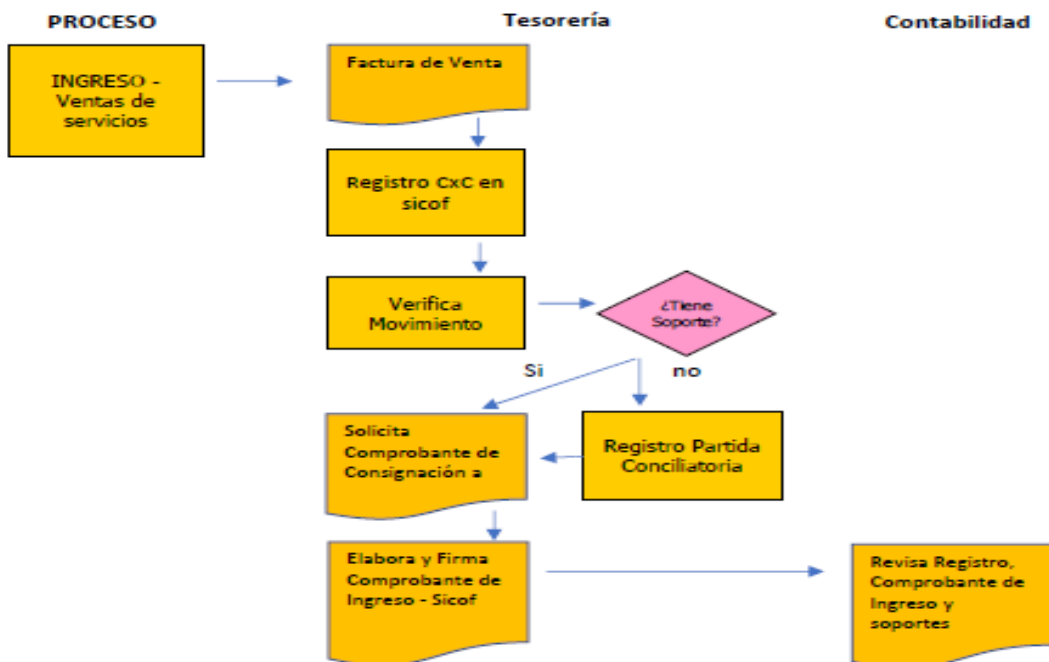 PROCESO
Tesorería
Contabilidad
INGRESO -
Ventas de
servicios
Factura de Venta
Registro CxC en
sicof
Verifica
Movimiento
¿Tiene
Soporte?
Si
no
Solicita
Comprobante de
Consignación a
Registro Partida
Conciliatoria
Elabora y Firma
Comprobante de
Ingreso - Sicof
Revisa Registro,
Comprobante de
Ingreso y
soportes